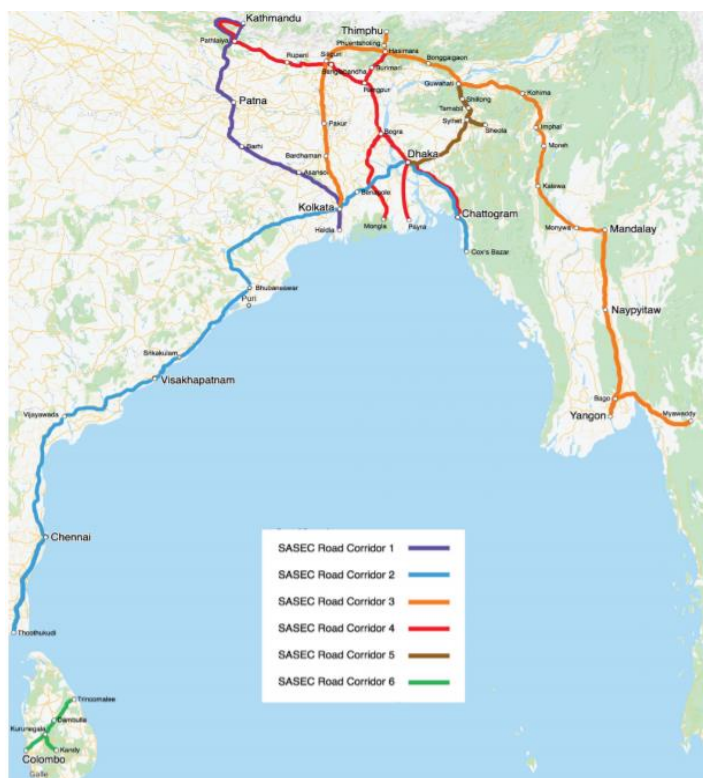 Kathmandu
Pathlaiya
Thimphu
Phuentsholing
Hasimara
Rupani
Siliguri
Banglabandha
Burimari
Bongaigaon
Rangpur
Guwahati
Kohima
Patna
Shillong
Tamabil
Sylhet
Sheola
Imphal
Moreh
Pakur
Bogra
Barhi
Bardhaman
Dhaka
Asansol
Kalewa
Benapole
Kolkata
Chattogram
Haldia
Mongla
Payra
Monywa
Mandalay
Cox's Bazar
Bhubaneswar
Puri
Naypyitaw
Srikakulam
Visakhapatnam
Bago
Vijayawada
Yangon
Myawaddy
Chennai
SASEC Road Corridor 1
SASEC Road Corridor 2
SASEC Road Corridor 3
SASEC Road Corridor 4
SASEC Road Corridor 5
SASEC Road Corridor 6
Thoothukudi
Trincomalee
Dambulla
Kurunegala
Kandy
Colombo
Galle